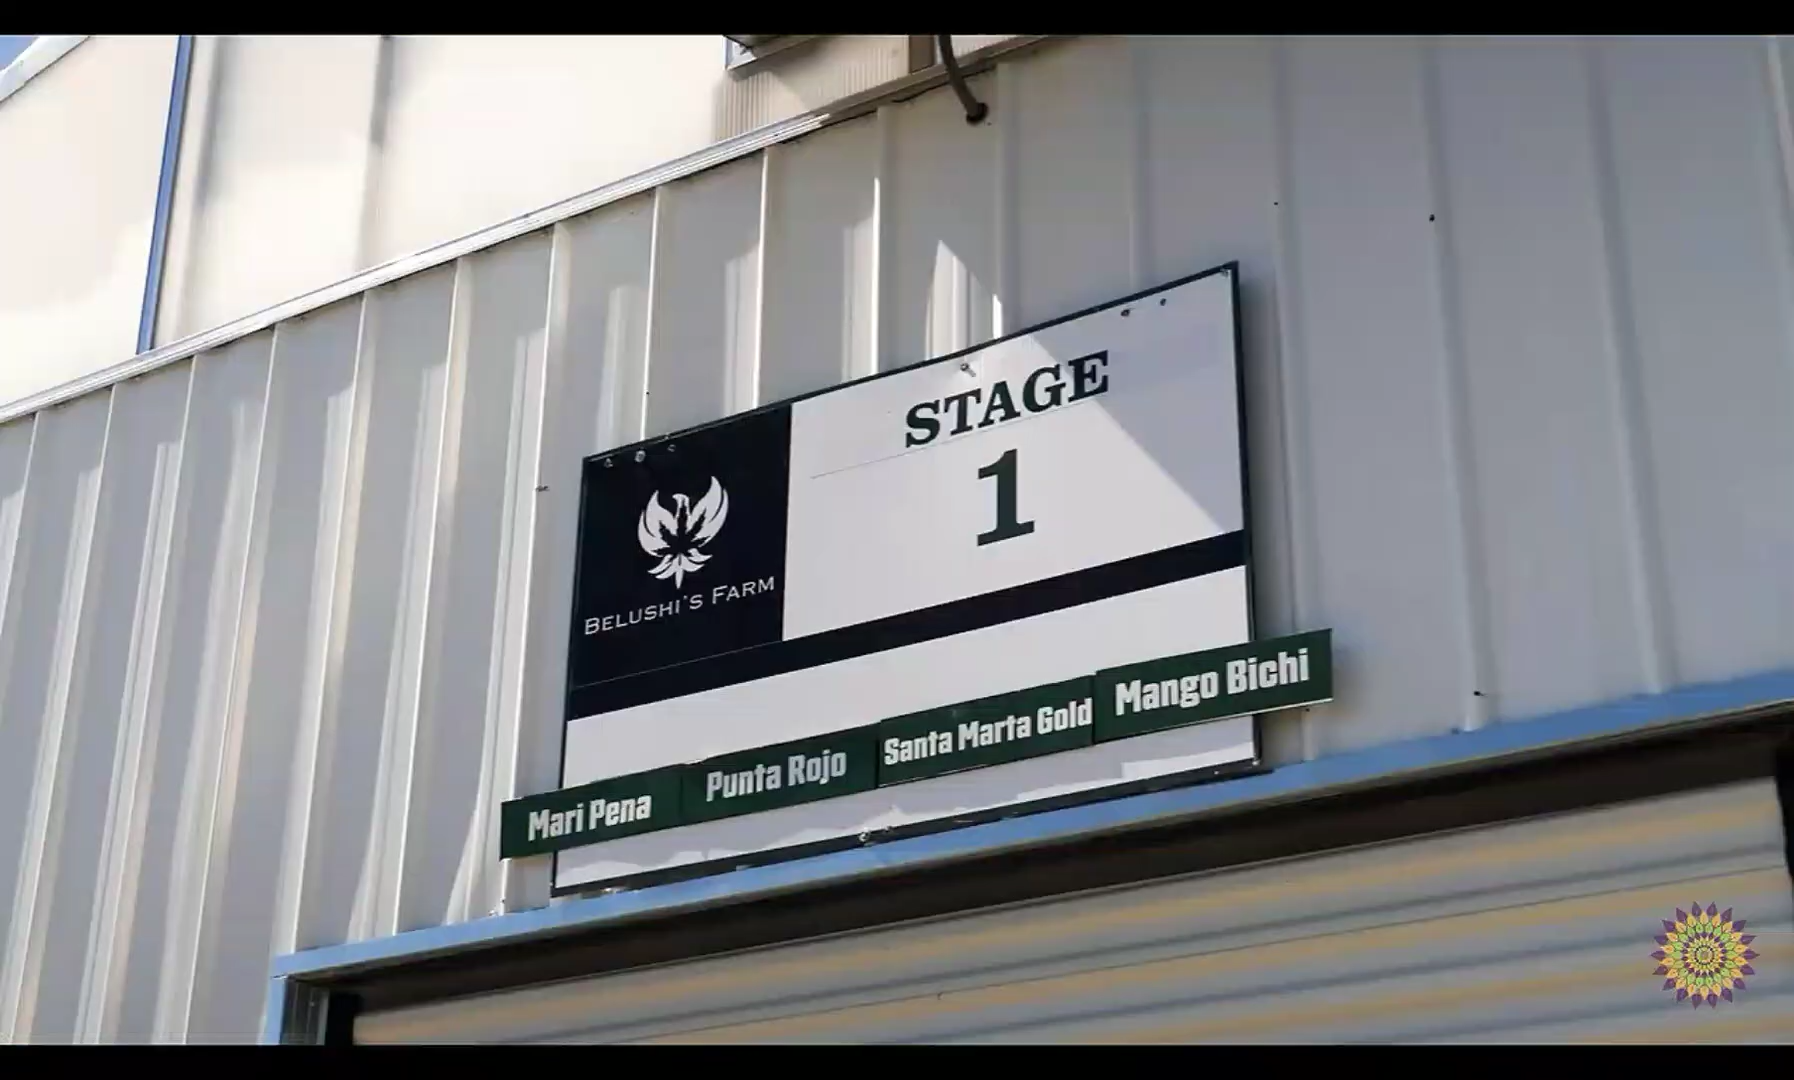 STAGE
1
BELUSHI'S FARM
Mari Pena
Punta Rojo
Santa Marta Gold
Mango Bichi